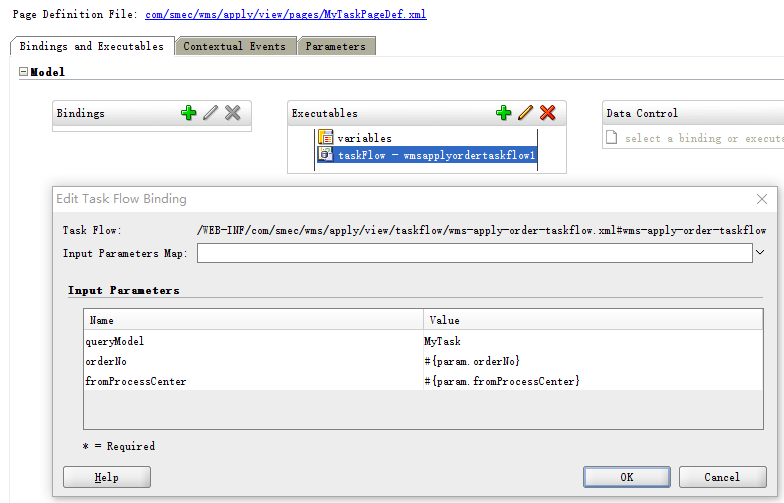 Page Definition File: com/smec/wms/apply/view/pages/MyTaskPageDef.xml
Bindings and Executables Contextual Events Parameters
Model
Bindings Executables Data Control
variables select a binding or execut
taskFlow - wmsapplyordertaskflow1
Edit Task Flow Binding
Task Flow: /WEB-INF/com/smec/wms/apply/view/taskflow/wms-apply-order-taskflow.xml#wms-apply-order-taskflow
Input Parameters Map:
Input Parameters
Name Value
queryModel MyTask
orderNo #{param.orderNo}
fromProcessCenter #{param.fromProcessCenter}
* = Required
Help OK Cancel